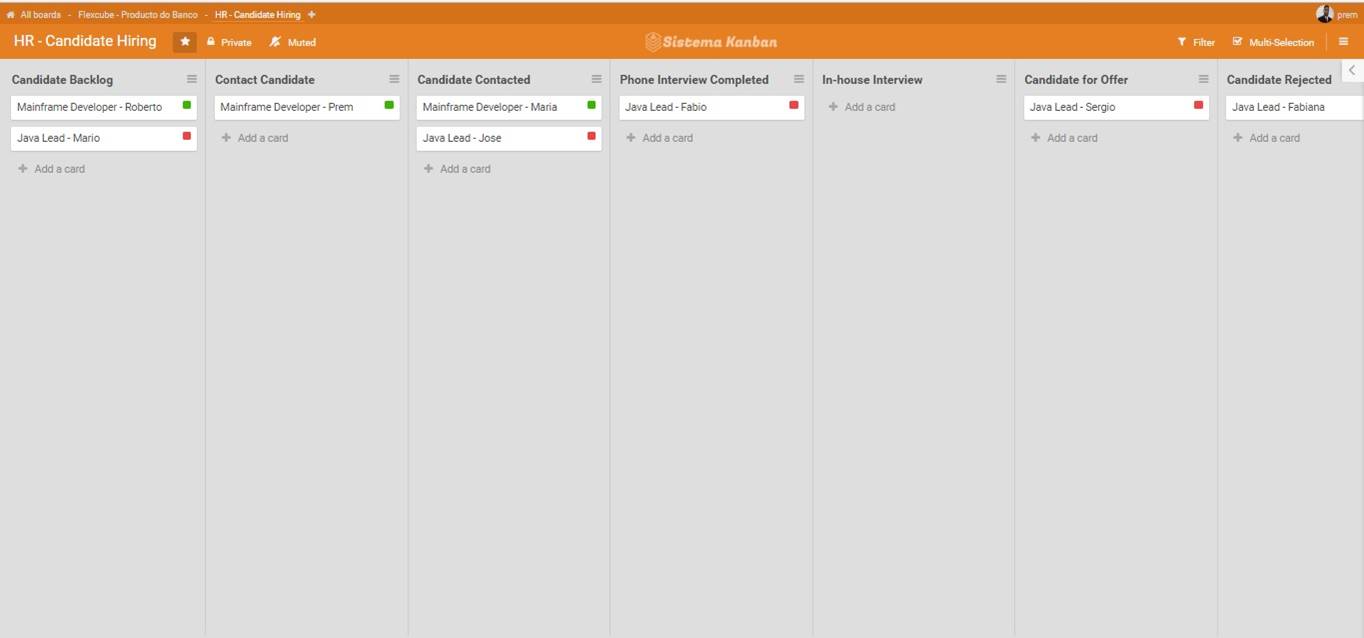 All boards - Flexcube - Producto do Banco - HR - Candidate Hiring
prem
HR - Candidate Hiring
Private
Muted
Sistema Kanban
Filter
Multi-Selection
Candidate Backlog
Mainframe Developer - Roberto
Java Lead - Mario
Add a card
Contact Candidate
Mainframe Developer - Prem
Add a card
Candidate Contacted
Mainframe Developer - Maria
Java Lead - Jose
Add a card
Phone Interview Completed
Java Lead - Fabio
Add a card
In-house Interview
Add a card
Candidate for Offer
Java Lead - Sergio
Add a card
Candidate Rejected
Java Lead - Fabiana
Add a card